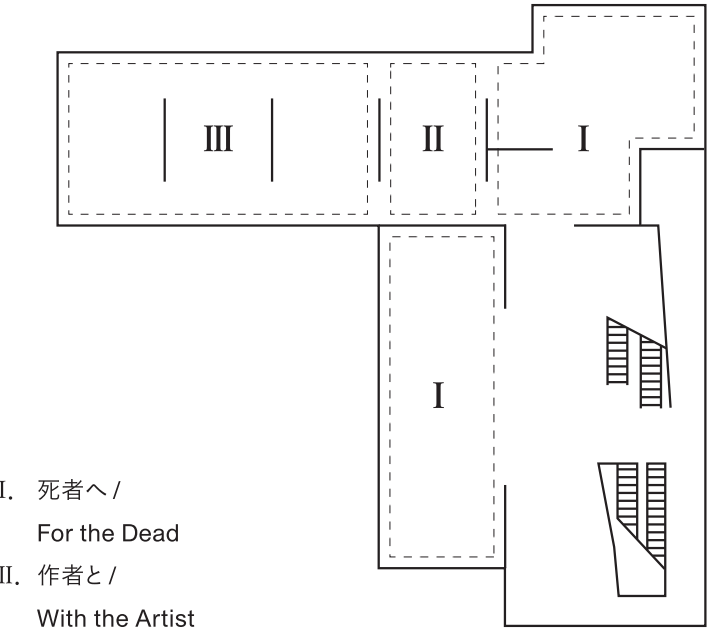 III
II
I
I
I. 死者へ /
For the Dead
II. 作者と /
With the Artist